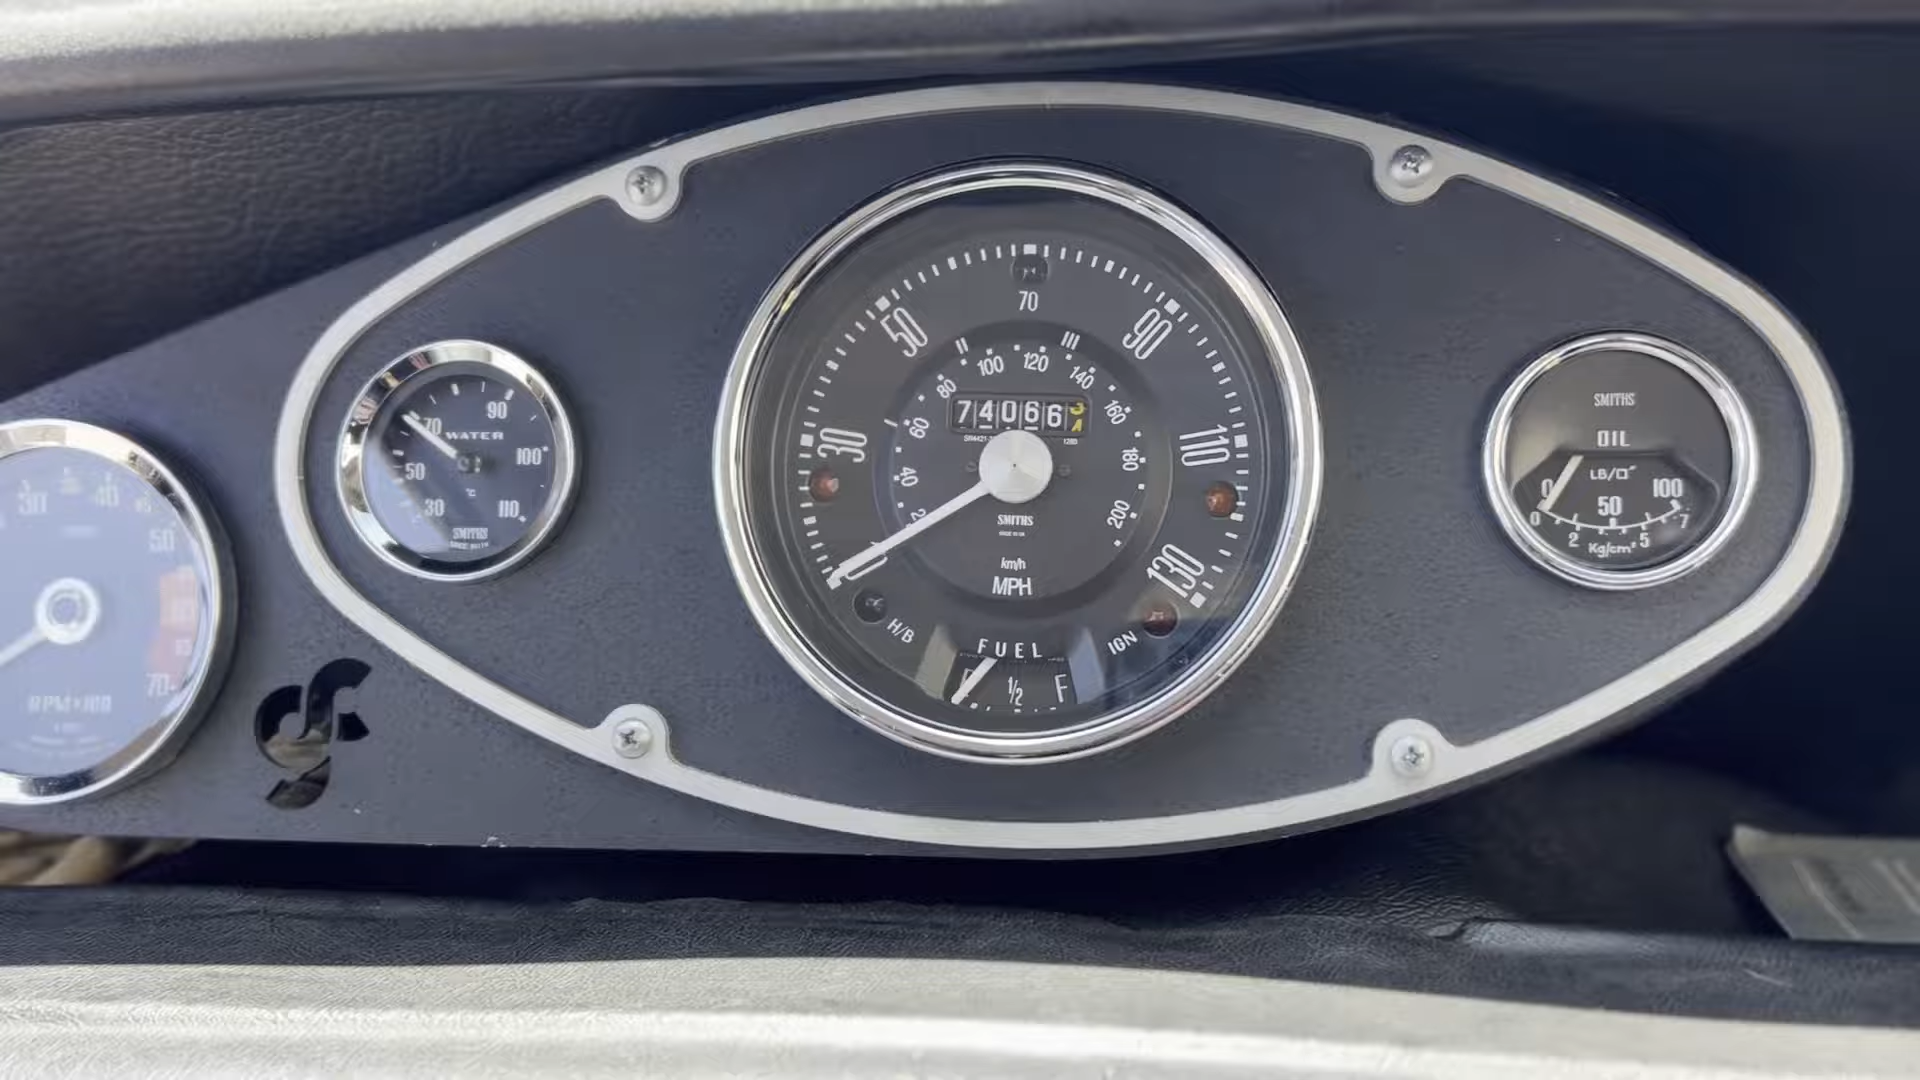 30
40
50
70
RPM×100
70
90
WATER
100°
50
°C
30
110
SMITHS
50
70
90
30
110
10
130
80
100
120
140
160
60
40
180
200
74066
SMITHS
km/h
MPH
H/B
IGN
FUEL
1/2
F
SMITHS
OIL
LB/□"
0
50
100
0
2
5
7
Kg/cm²